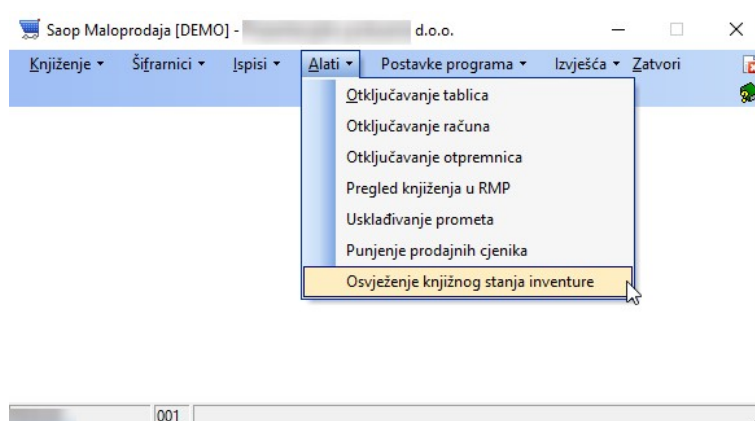 Saop Maloprodaja [DEMO] - d.o.o.
Knjiženje Šifrarnici Ispisi Alati Postavke programa Izvješća Zatvori
Otključavanje tablica
Otključavanje računa
Otključavanje otpremnica
Pregled knjiženja u RMP
Usklađivanje prometa
Punjenje prodajnih cjenika
Osvježenje knjižnog stanja inventure
001